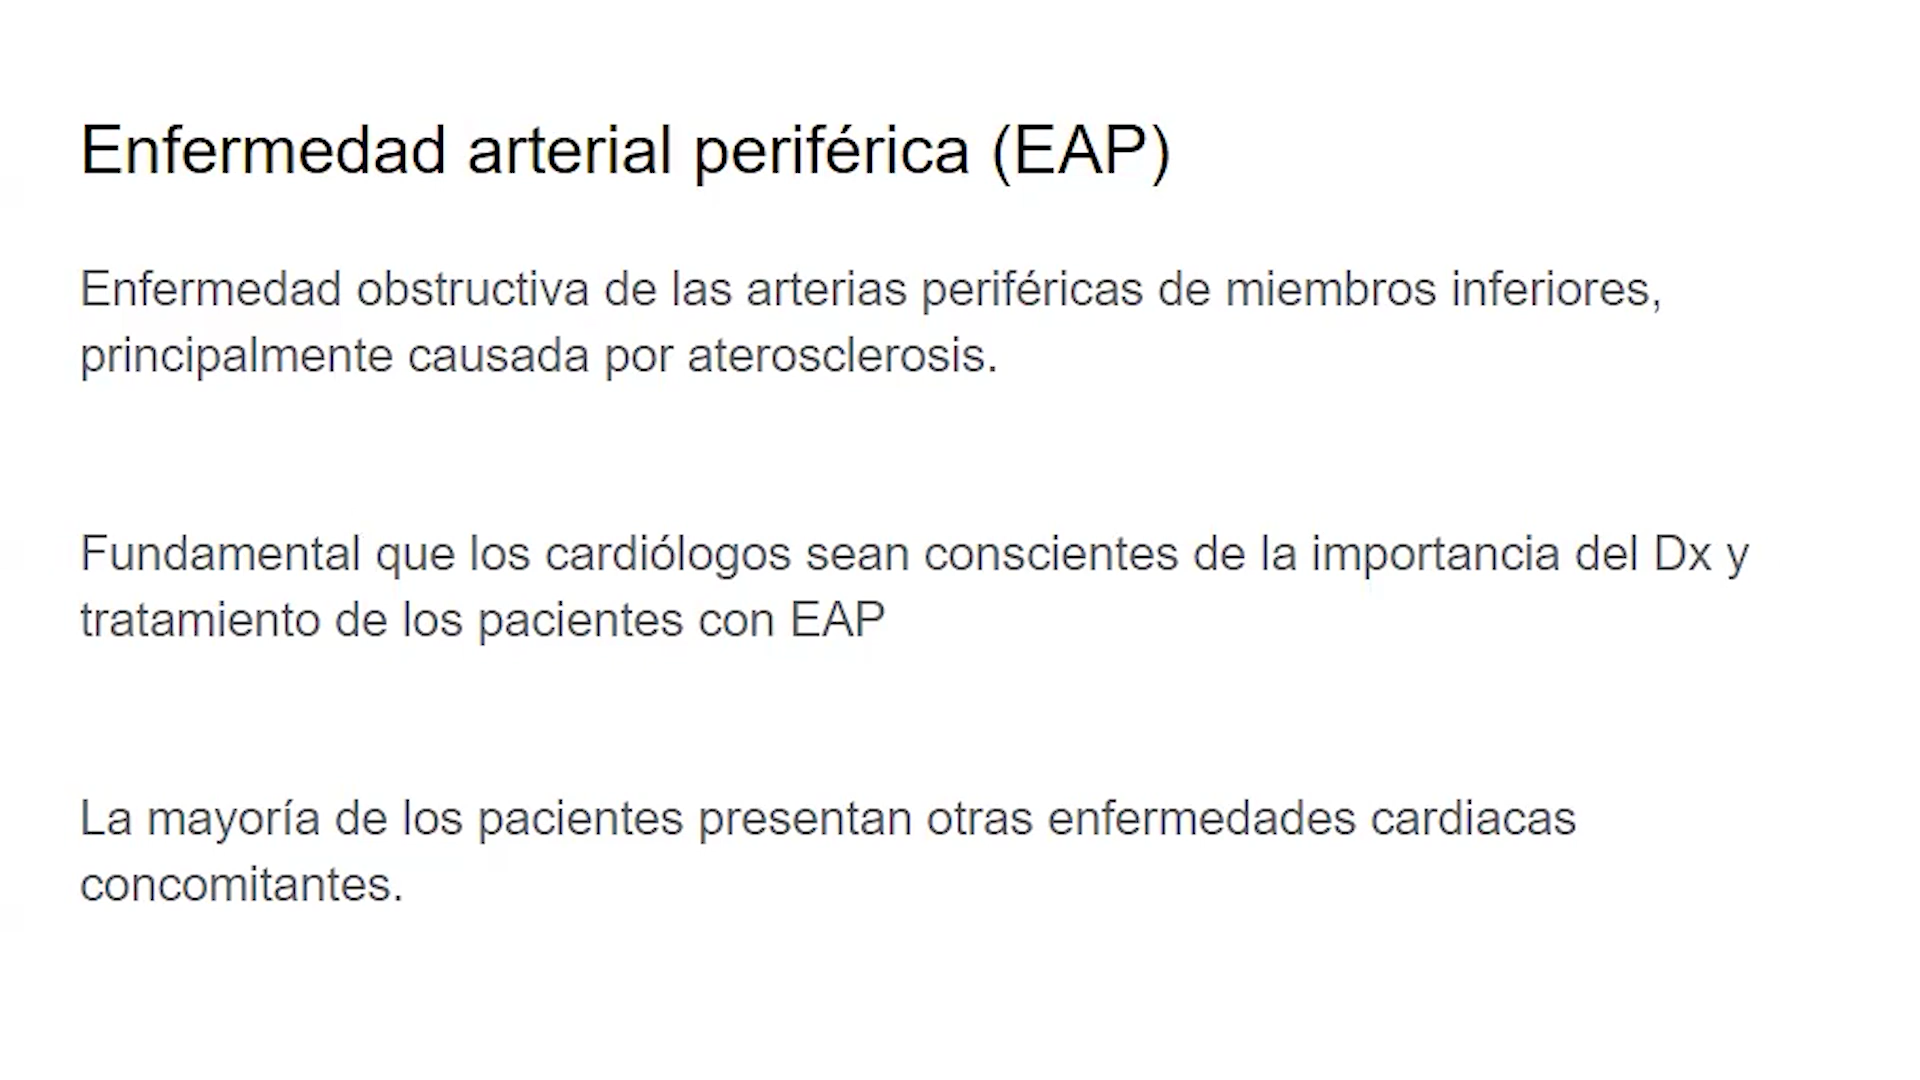 Enfermedad arterial periférica (EAP)
Enfermedad obstructiva de las arterias periféricas de miembros inferiores,
principalmente causada por aterosclerosis.
Fundamental que los cardiólogos sean conscientes de la importancia del Dx y
tratamiento de los pacientes con EAP
La mayoría de los pacientes presentan otras enfermedades cardiacas
concomitantes.